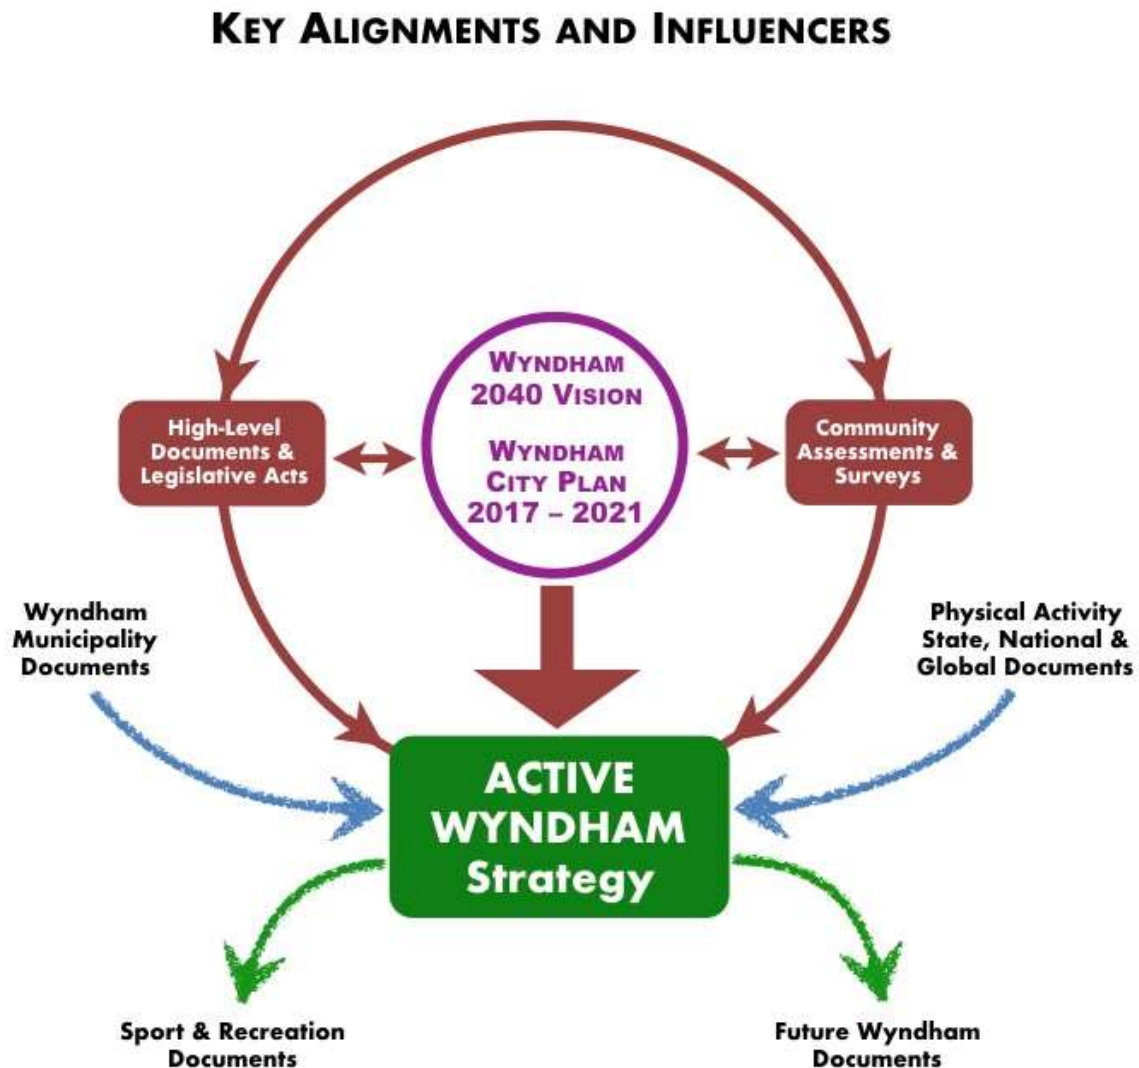 KEY ALIGNMENTS AND INFLUENCERS
WYNDHAM
2040 VISION
WYNDHAM
CITY PLAN
2017 – 2021
High-Level
Documents &
Legislative Acts
Community
Assessments &
Surveys
Wyndham
Municipality
Documents
Physical Activity
State, National &
Global Documents
ACTIVE
WYNDHAM
Strategy
Sport & Recreation
Documents
Future Wyndham
Documents